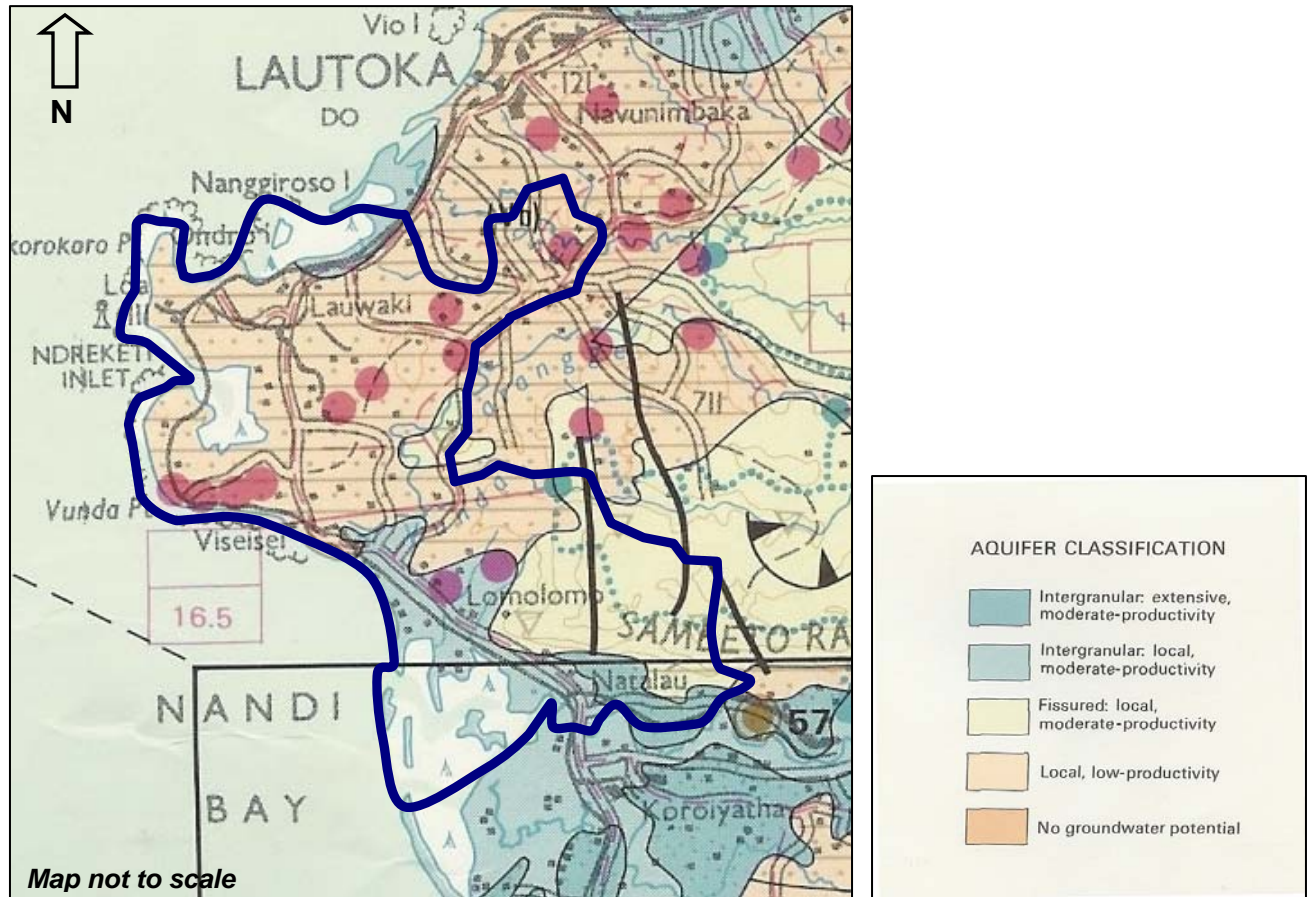 N
Vio I
LAUTOKA
DO
121
Navunimbaka
Nanggiroso I
korokoro P
Lauwaki
NDREKETI
INLET
711
Vunda P
Viseisei
16.5
Lomolomo
SAMBETO RA
Natalau
NANDI
BAY
57
Koroiyatha
Map not to scale
AQUIFER CLASSIFICATION
Intergranular: extensive,
moderate-productivity
Intergranular: local,
moderate-productivity
Fissured: local,
moderate-productivity
Local, low-productivity
No groundwater potential